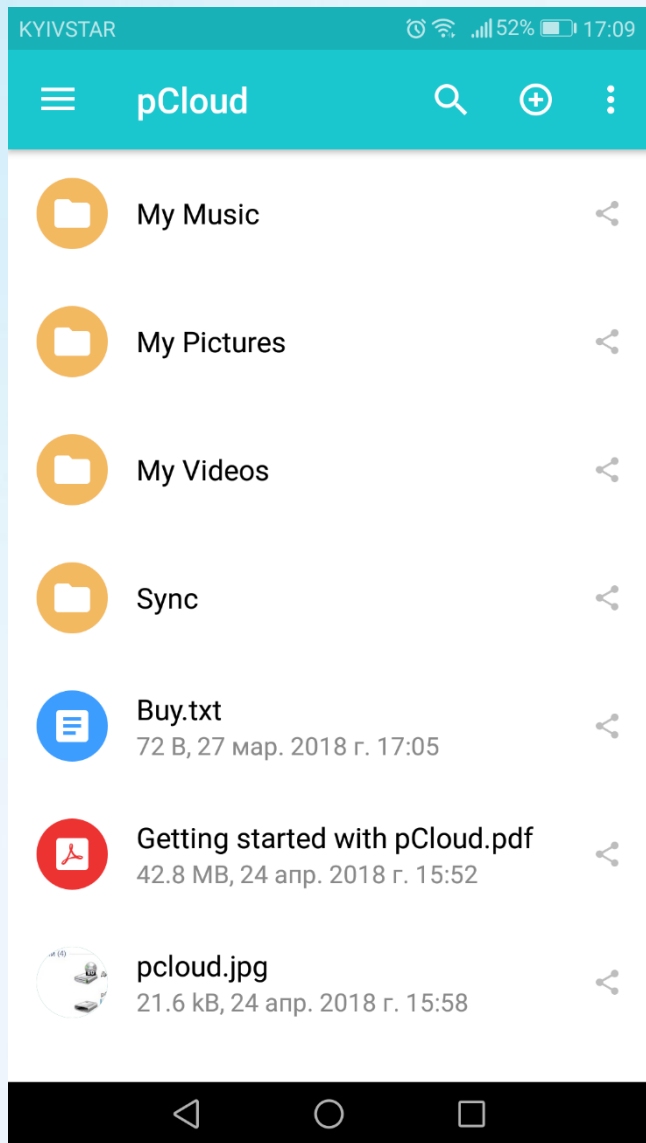 KYIVSTAR 52% 17:09
pCloud
My Music
My Pictures
My Videos
Sync
Buy.txt
72 B, 27 мар. 2018 г. 17:05
Getting started with pCloud.pdf
42.8 MB, 24 апр. 2018 г. 15:52
(4)
pcloud.jpg
21.6 kB, 24 апр. 2018 г. 15:58